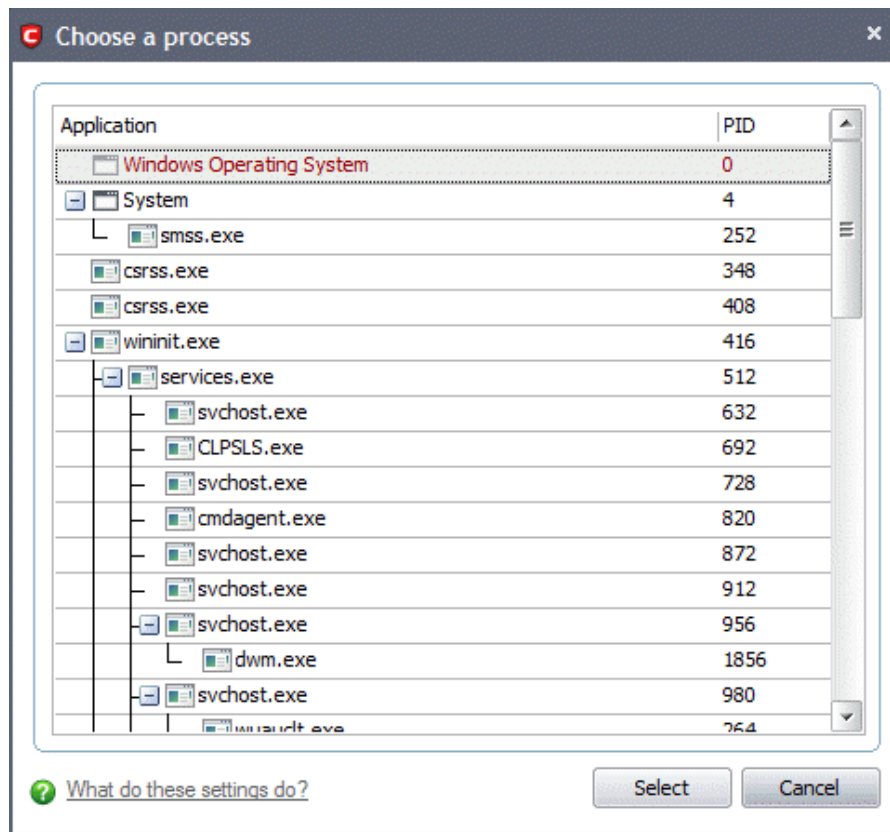 Choose a process
Application PID
Windows Operating System 0
System 4
smss.exe 252
csrss.exe 348
csrss.exe 408
wininit.exe 416
services.exe 512
svchost.exe 632
CLPSLS.exe 692
svchost.exe 728
cmdagent.exe 820
svchost.exe 872
svchost.exe 912
svchost.exe 956
dwm.exe 1856
svchost.exe 980
wuauclt.exe 264
What do these settings do? Select Cancel